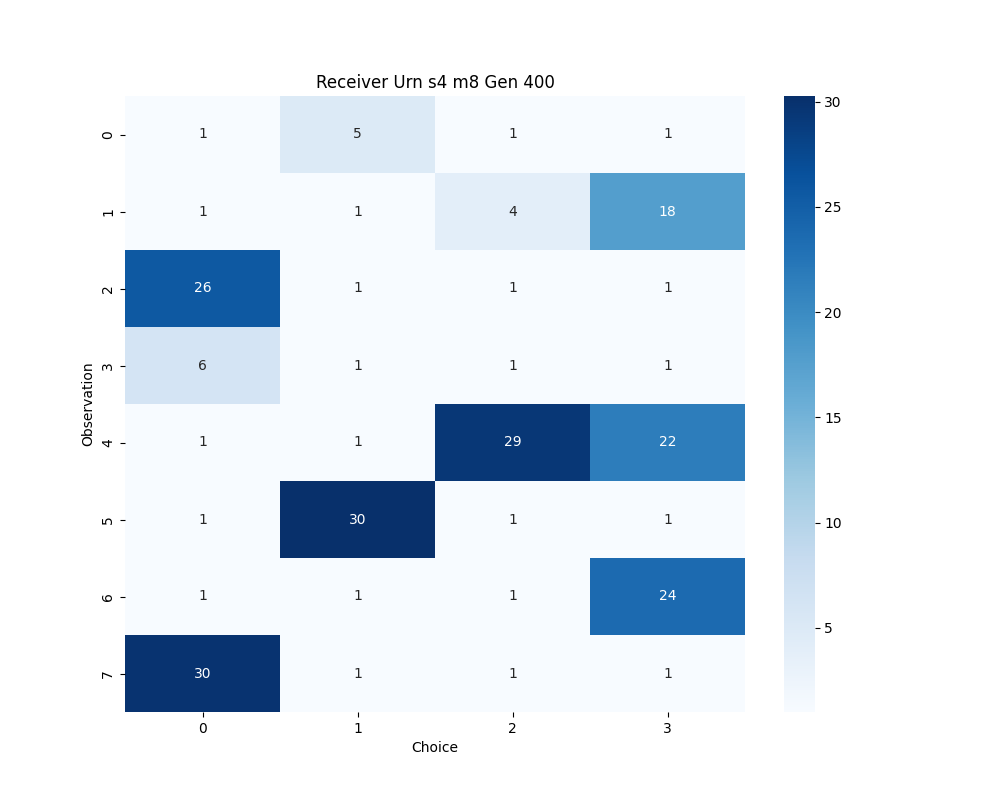 Receiver Urn s4 m8 Gen 400
0 1 5 1 1
1 1 1 4 18
2 26 1 1 1
3 6 1 1 1
4 1 1 29 22
5 1 30 1 1
6 1 1 1 24
7 30 1 1 1
0 1 2 3
Choice
Observation
30
25
20
15
10
5